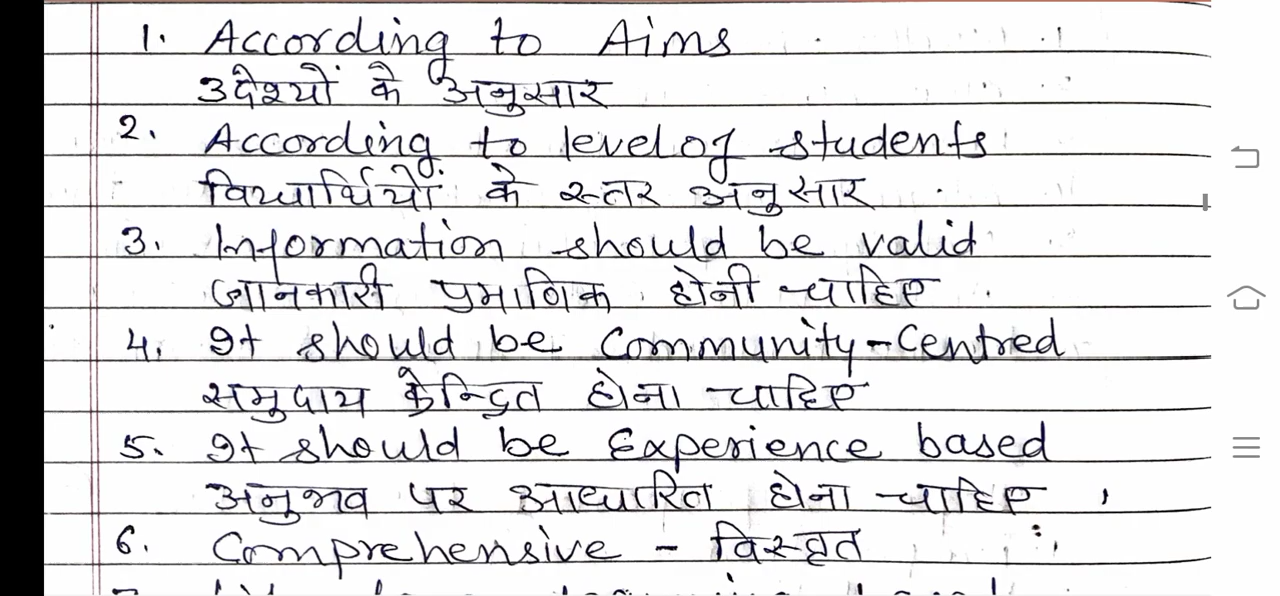 1. According to Aims
उदेश्यों के अनुसार
2. According to level of students
विद्यार्थियों के स्तर अनुसार
3. Information should be valid
जानकारी प्रमाणिक होनी चाहिए
4. It should be Community-Centred
समुदाय केन्द्रित होना चाहिए
5. It should be Experience based
अनुभव पर आधारित होना चाहिए
6. Comprehensive - विस्तृत